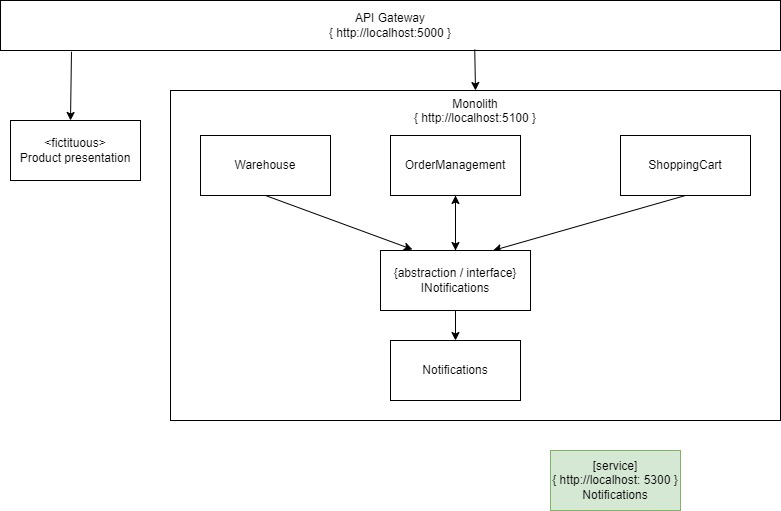 API Gateway
{ http://localhost:5000 }
Monolith
{ http://localhost:5100 }
<fictituous>
Product presentation
Warehouse
OrderManagement
ShoppingCart
{abstraction / interface}
INotifications
Notifications
[service]
{ http://localhost: 5300 }
Notifications